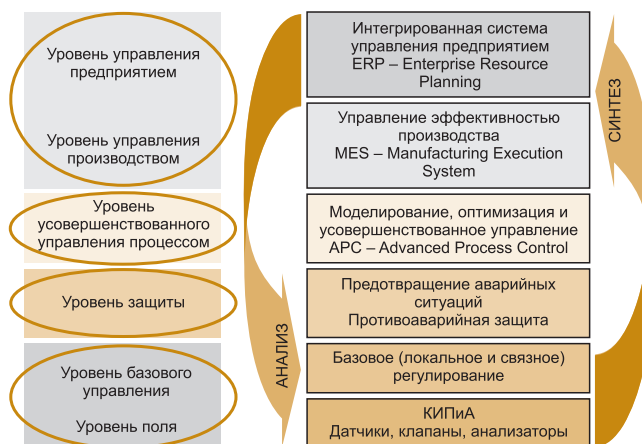 Уровень управления
предприятием
Уровень управления
производством
Уровень
усовершенствованного
управления процессом
Уровень защиты
Уровень базового
управления
Уровень поля
АНАЛИЗ
Интегрированная система
управления предприятием
ERP – Enterprise Resource
Planning
Управление эффективностью
производства
MES – Manufacturing Execution
System
Моделирование, оптимизация и
усовершенствованное управление
APC – Advanced Process Control
Предотвращение аварийных
ситуаций
Противоаварийная защита
Базовое (локальное и связное)
регулирование
КИПиА
Датчики, клапаны, анализаторы
СИНТЕЗ